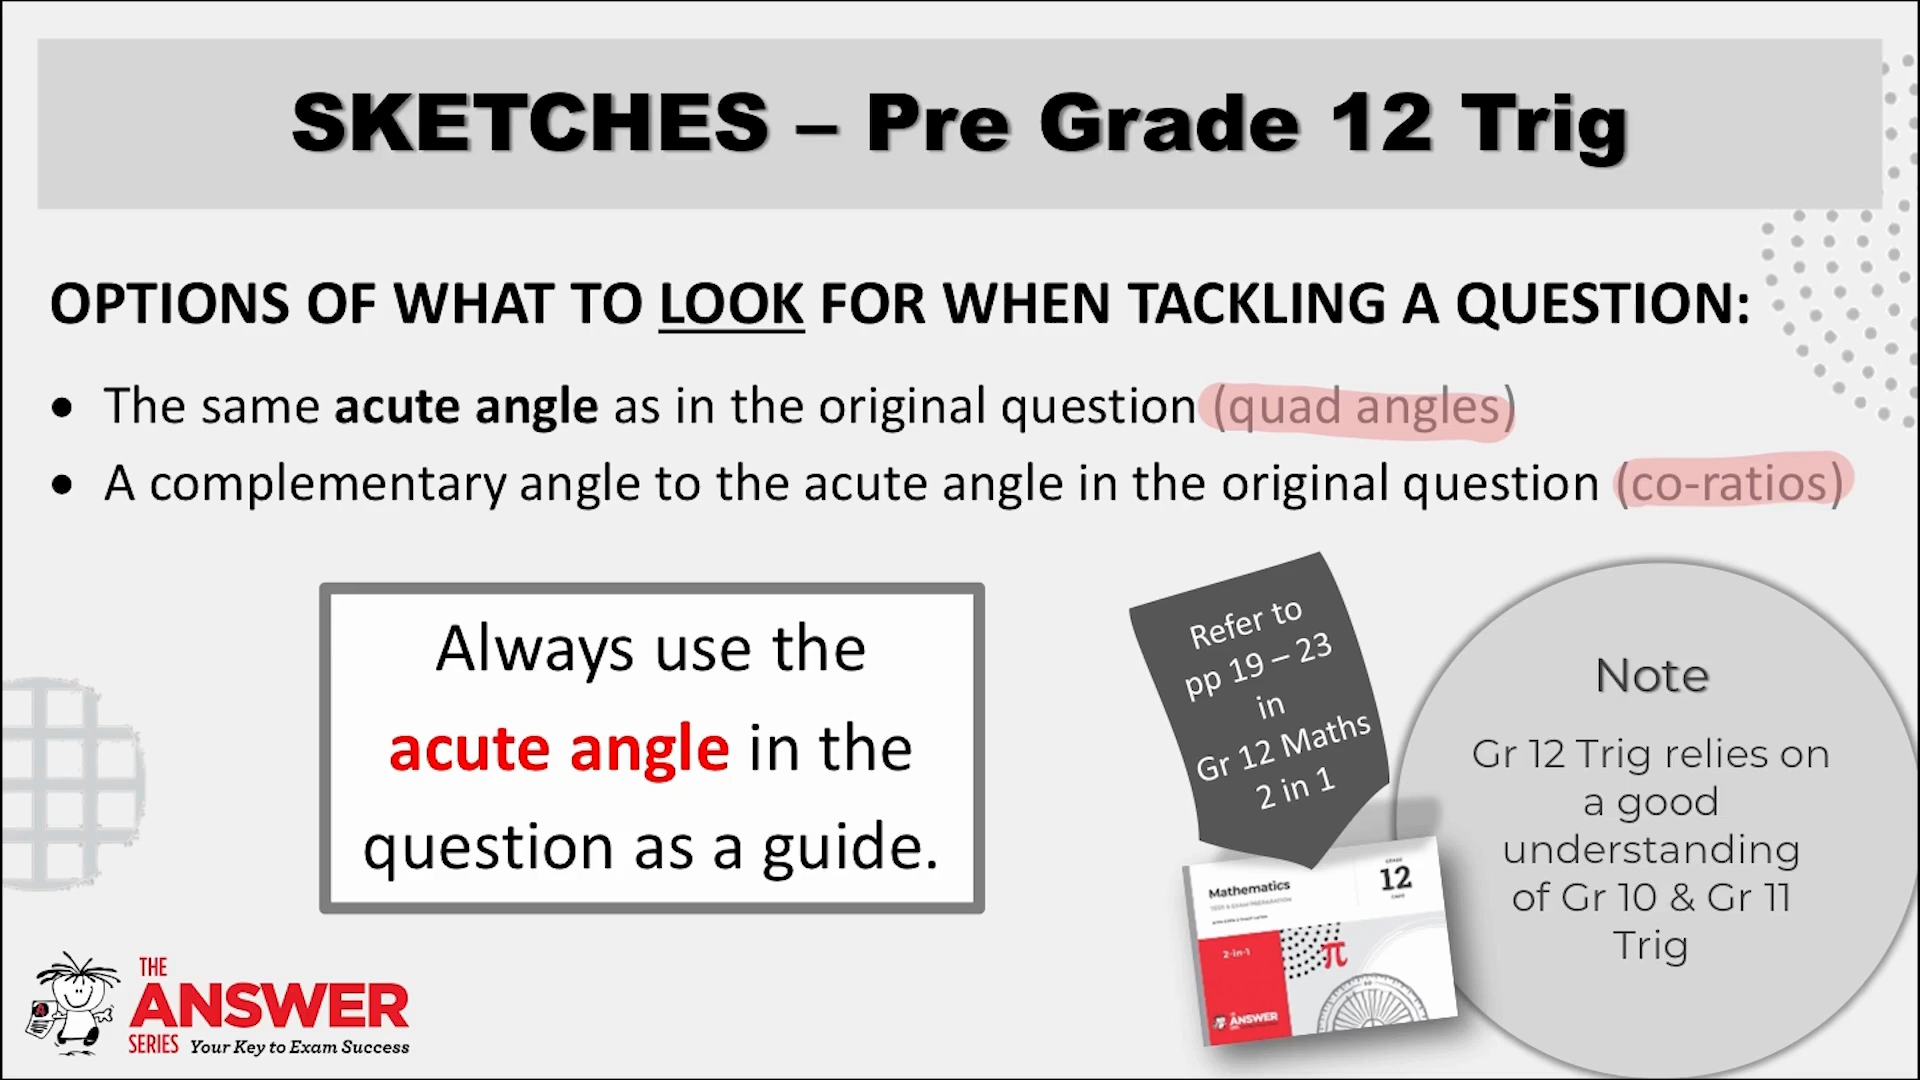 SKETCHES – Pre Grade 12 Trig
OPTIONS OF WHAT TO LOOK FOR WHEN TACKLING A QUESTION:
• The same acute angle as in the original question (quad angles)
• A complementary angle to the acute angle in the original question (co-ratios)
Always use the
acute angle in the
question as a guide.
Refer to
pp 19 – 23
in
Gr 12 Maths
2 in 1
Note
Gr 12 Trig relies on
a good
understanding
of Gr 10 & Gr 11
Trig
Mathematics
GRADE
12
2-in-1
π
THE
ANSWER
THE
ANSWER
SERIES Your Key to Exam Success